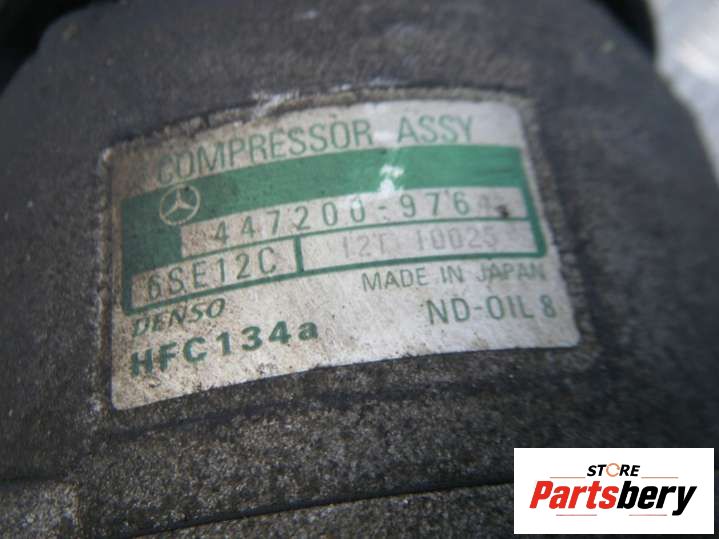 COMPRESSOR ASSY
447200-9764
6SE12C 12T 10025
DENSO MADE IN JAPAN
HFC134a ND-OIL 8
STORE
Partsbery